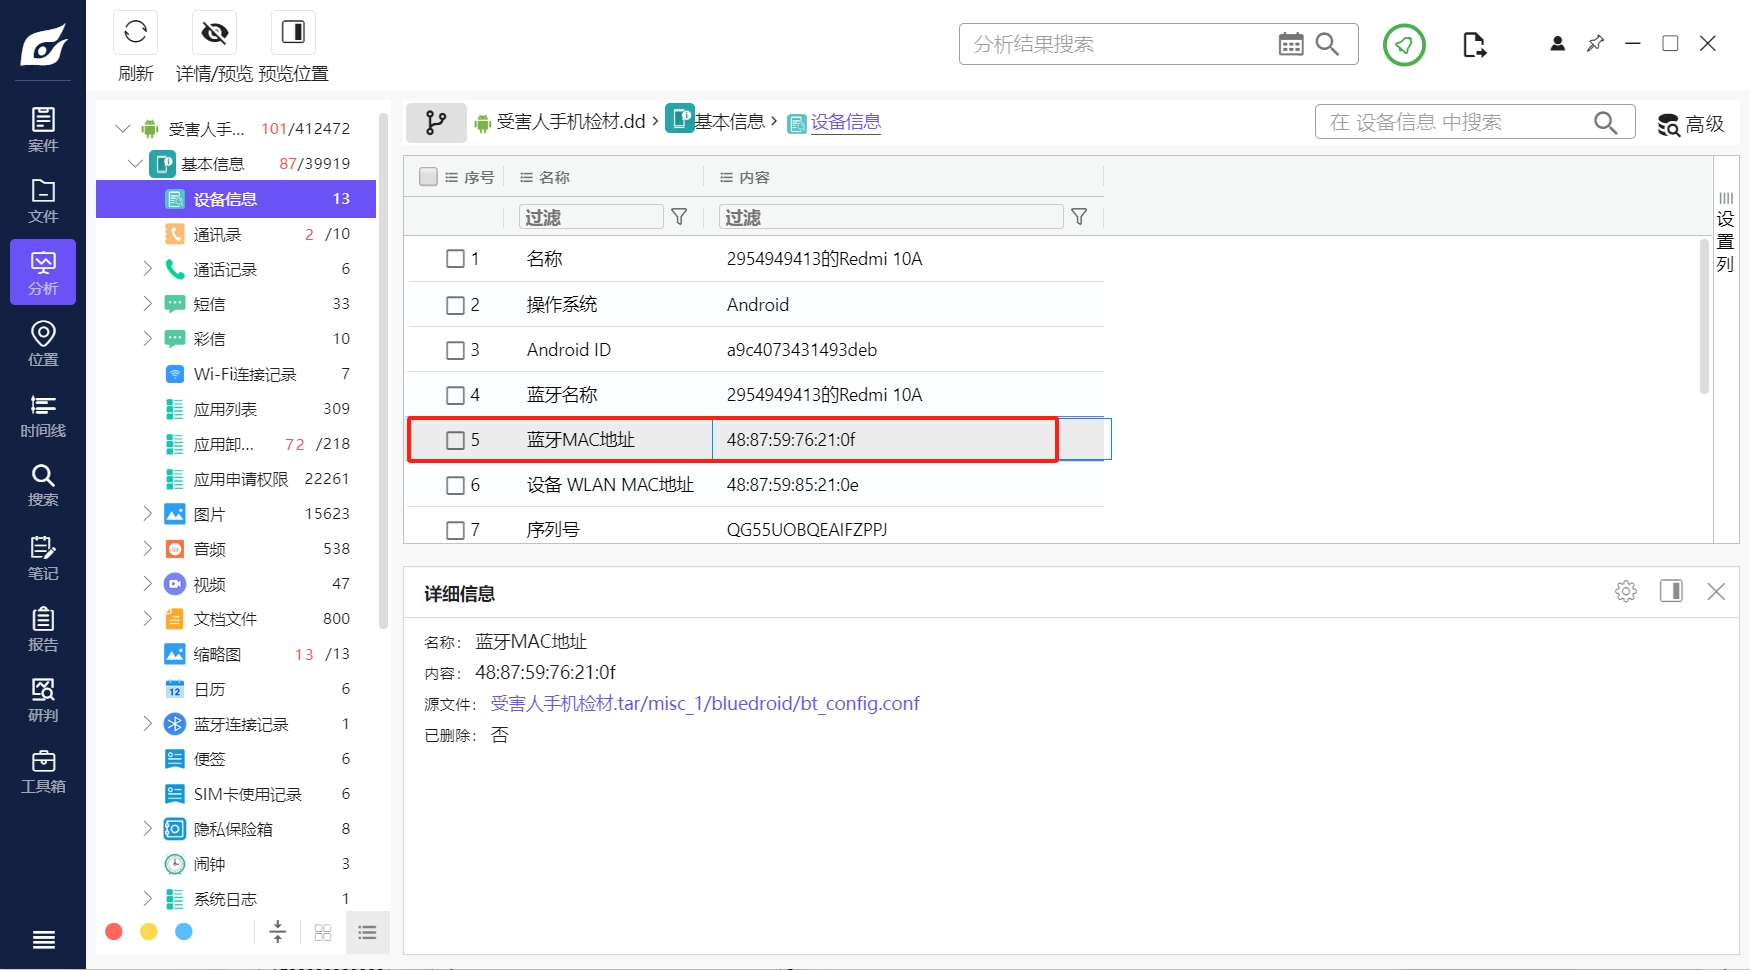 刷新
详情/预览
预览位置
分析结果搜索
案件
文件
分析
位置
时间线
搜索
笔记
报告
研判
工具箱
受害人手... 101/412472
基本信息 87/39919
设备信息 13
通讯录 2 /10
通话记录 6
短信 33
彩信 10
Wi-Fi连接记录 7
应用列表 309
应用卸... 72 /218
应用申请权限 22261
图片 15623
音频 538
视频 47
文档文件 800
缩略图 13 /13
12 日历 6
蓝牙连接记录 1
便签 6
SIM卡使用记录 6
隐私保险箱 8
闹钟 3
系统日志 1
受害人手机检材.dd › 基本信息 › 设备信息
在 设备信息 中搜索
高级
序号 名称 内容
过滤 过滤
1 名称 2954949413的Redmi 10A
2 操作系统 Android
3 Android ID a9c4073431493deb
4 蓝牙名称 2954949413的Redmi 10A
5 蓝牙MAC地址 48:87:59:76:21:0f
6 设备 WLAN MAC地址 48:87:59:85:21:0e
7 序列号 QG55UOBQEAIFZPPJ
设置列
详细信息
名称: 蓝牙MAC地址
内容: 48:87:59:76:21:0f
源文件: 受害人手机检材.tar/misc_1/bluedroid/bt_config.conf
已删除: 否